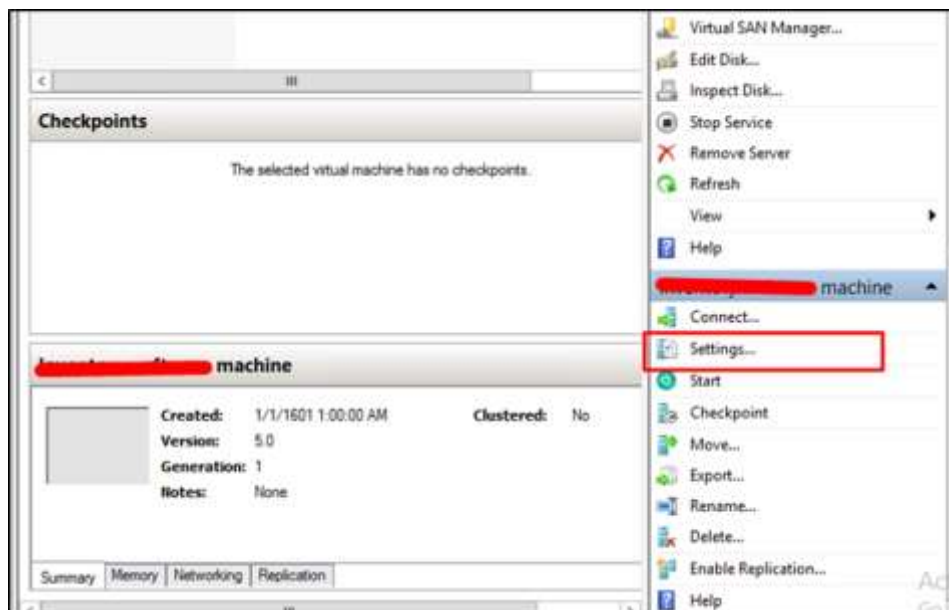 Checkpoints
The selected virtual machine has no checkpoints.
machine
Created: 1/1/1601 1:00:00 AM Clustered: No
Version: 5.0
Generation: 1
Notes: None
Summary Memory Networking Replication
Virtual SAN Manager...
Edit Disk...
Inspect Disk...
Stop Service
Remove Server
Refresh
View
Help
machine
Connect...
Settings...
Start
Checkpoint
Move...
Export...
Rename...
Delete...
Enable Replication...
Help